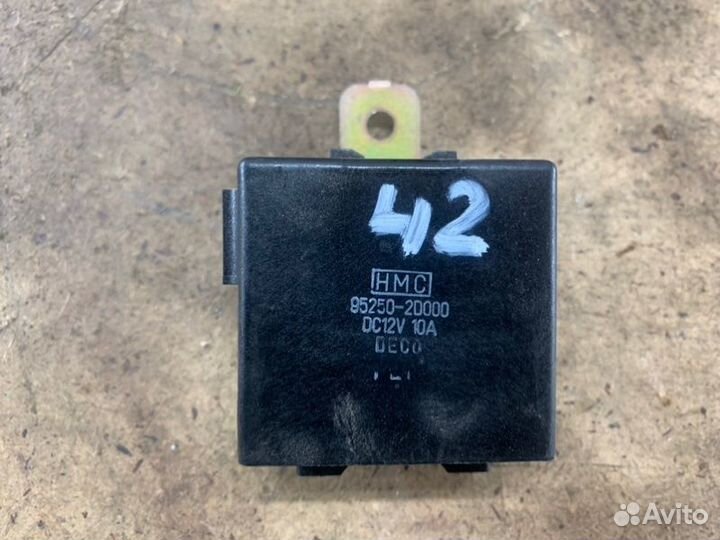 42
HMC
95250-2D000
DC12V 10A
DECO
Avito